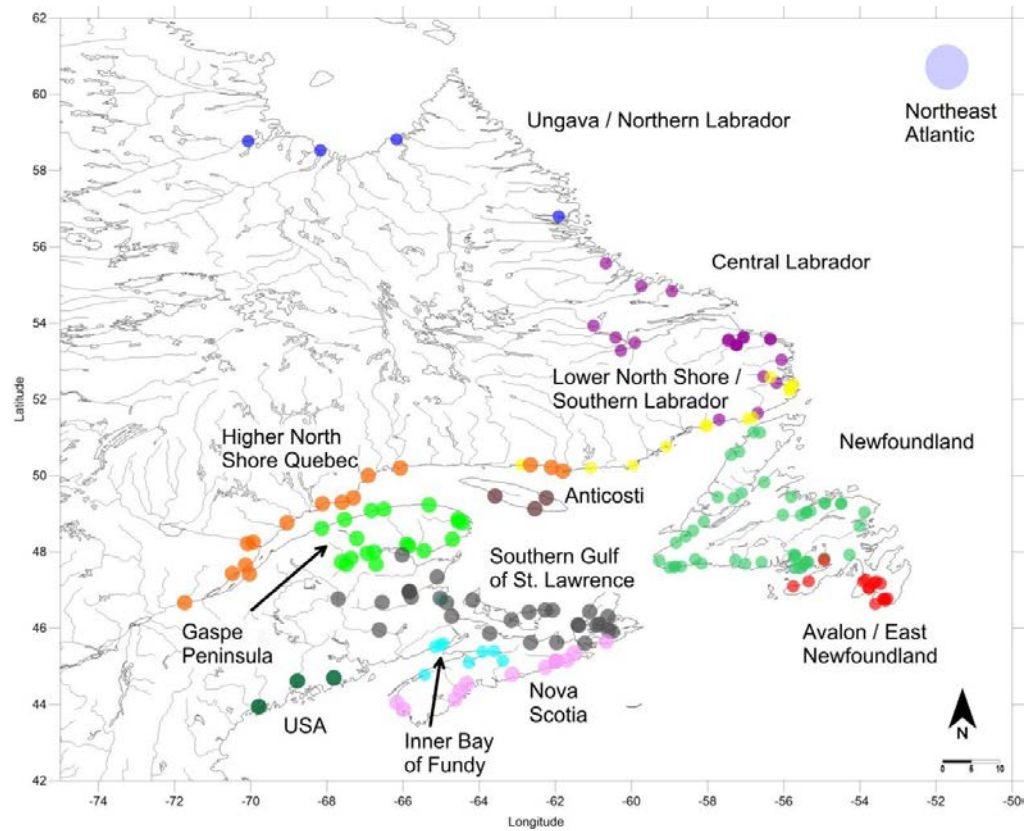 62
60
58
56
54
52
50
48
46
44
42
Latitude
Northeast
Atlantic
Ungava / Northern Labrador
Central Labrador
Lower North Shore /
Southern Labrador
Newfoundland
Higher North
Shore Quebec
Anticosti
Southern Gulf
of St. Lawrence
Gaspe
Peninsula
Avalon / East
Newfoundland
Nova
Scotia
USA
Inner Bay
of Fundy
N
0 5 10
-74 -72 -70 -68 -66 -64 -62 -60 -58 -56 -54 -52 -50
Longitude